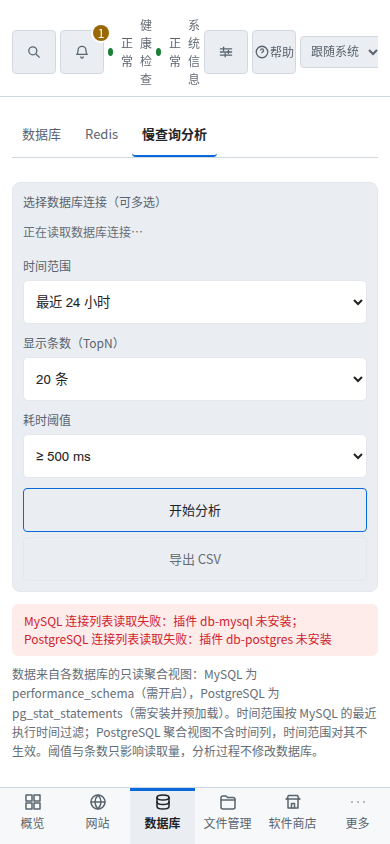 1
正常
健康检查
正常
系统信息
帮助
跟随系统
数据库
Redis
慢查询分析
选择数据库连接（可多选）
正在读取数据库连接…
时间范围
最近 24 小时
显示条数（TopN）
20 条
耗时阈值
≥ 500 ms
开始分析
导出 CSV
MySQL 连接列表读取失败：插件 db-mysql 未安装；
PostgreSQL 连接列表读取失败：插件 db-postgres 未安装
数据来自各数据库的只读聚合视图：MySQL 为
performance_schema（需开启），PostgreSQL 为
pg_stat_statements（需安装并预加载）。时间范围按 MySQL 的最近
执行时间过滤；PostgreSQL 聚合视图不含时间列，时间范围对其不
生效。阈值与条数只影响读取量，分析过程不修改数据库。
概览
网站
数据库
文件管理
软件商店
更多